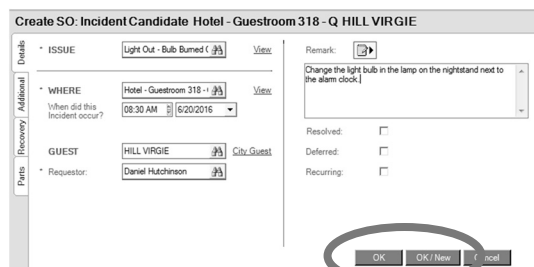 Create SO: Incident Candidate Hotel - Guestroom 318 - Q HILL VIRGIE
Details
Additional
Recovery
Parts
* ISSUE
Light Out - Bulb Burned (
View
* WHERE
Hotel - Guestroom 318 - (
View
When did this
Incident occur?
08:30 AM
6/20/2016
GUEST
HILL VIRGIE
City Guest
* Requestor:
Daniel Hutchinson
Remark:
Change the light bulb in the lamp on the nightstand next to
the alarm clock.
Resolved:
Deferred:
Recurring:
OK
OK / New